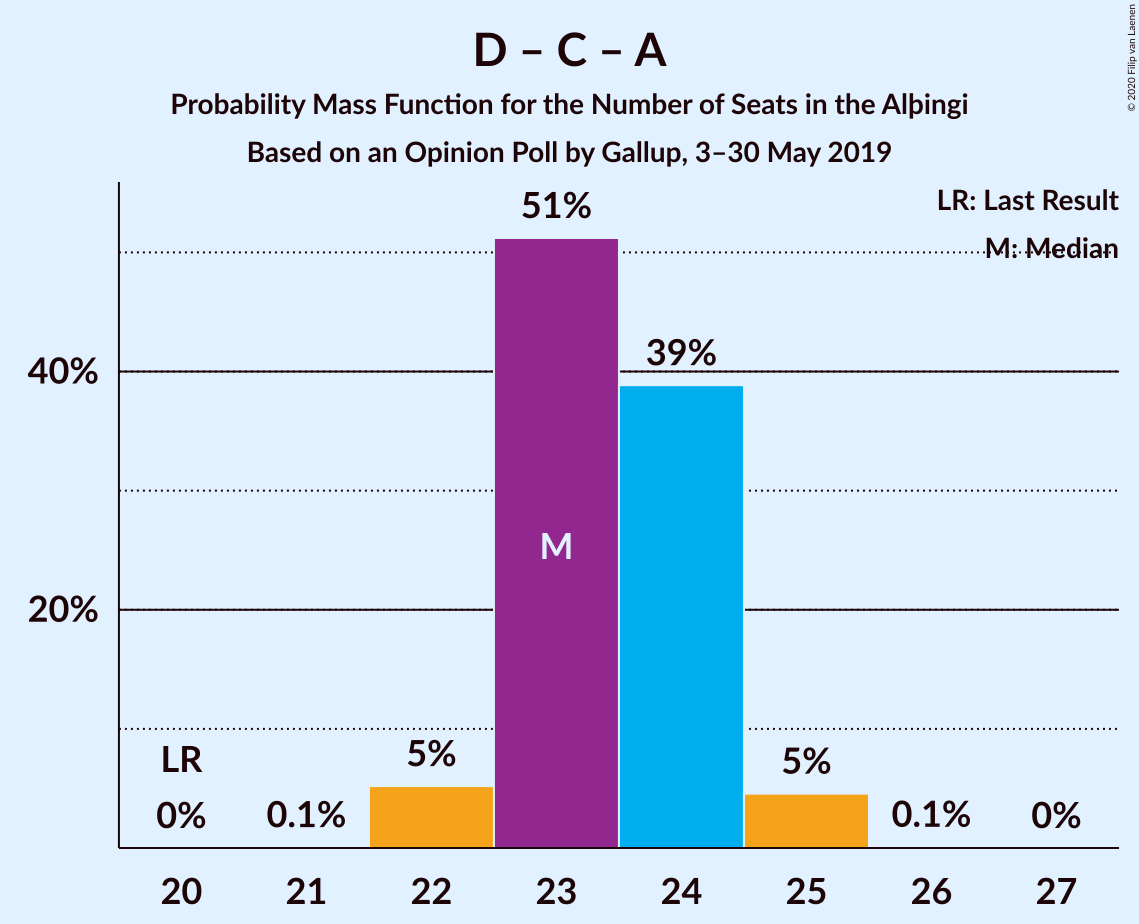 D – C – A
Probability Mass Function for the Number of Seats in the Alþingi
Based on an Opinion Poll by Gallup, 3–30 May 2019
© 2020 Filip van Laenen
LR: Last Result
M: Median
51%
39%
40%
M
20%
LR
5%
5%
0%
0.1%
0.1%
0%
20 21 22 23 24 25 26 27